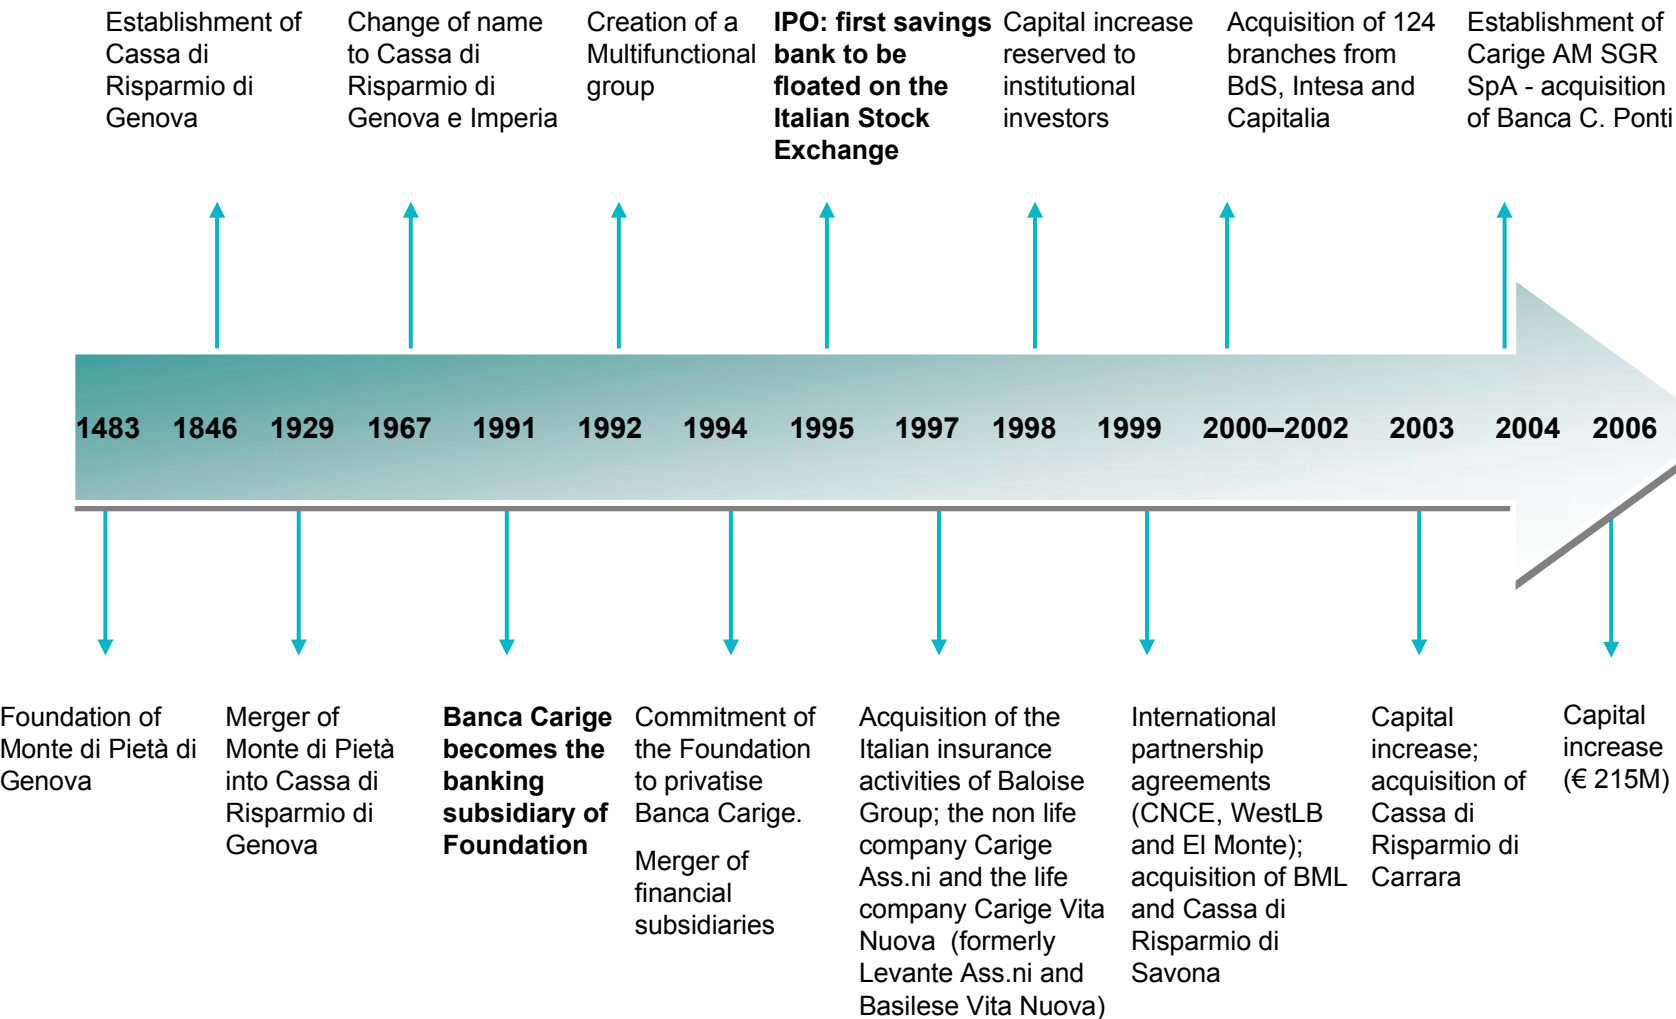 Establishment of
Cassa di
Risparmio di
Genova
Change of name
to Cassa di
Risparmio di
Genova e Imperia
Creation of a
Multifunctional
group
IPO: first savings
bank to be
floated on the
Italian Stock
Exchange
Capital increase
reserved to
institutional
investors
Acquisition of 124
branches from
BdS, Intesa and
Capitalia
Establishment of
Carige AM SGR
SpA - acquisition
of Banca C. Ponti
1483 1846 1929 1967 1991 1992 1994 1995 1997 1998 1999 2000–2002 2003 2004 2006
Foundation of
Monte di Pietà di
Genova
Merger of
Monte di Pietà
into Cassa di
Risparmio di
Genova
Banca Carige
becomes the
banking
subsidiary of
Foundation
Commitment of
the Foundation
to privatise
Banca Carige.
Merger of
financial
subsidiaries
Acquisition of the
Italian insurance
activities of Baloise
Group; the non life
company Carige
Ass.ni and the life
company Carige Vita
Nuova (formerly
Levante Ass.ni and
Basilese Vita Nuova)
International
partnership
agreements
(CNCE, WestLB
and El Monte);
acquisition of BML
and Cassa di
Risparmio di
Savona
Capital
increase;
acquisition of
Cassa di
Risparmio di
Carrara
Capital
increase
(€ 215M)